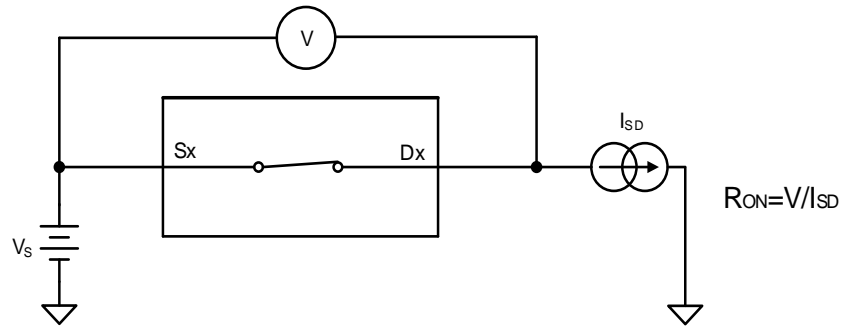 V
Sx
Dx
ISD
VS
RON=V/ISD